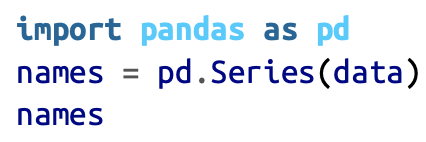 import pandas as pd
names = pd.Series(data)
names